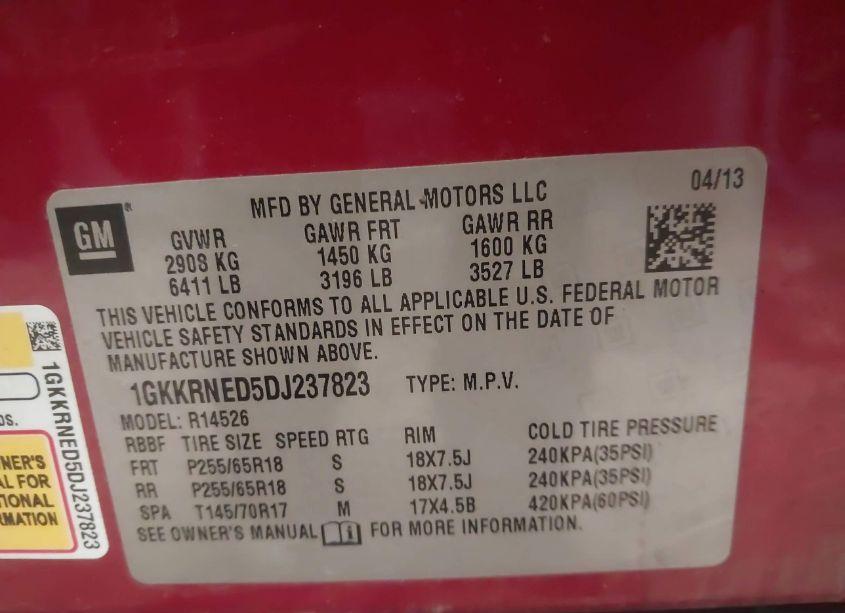 MFD BY GENERAL MOTORS LLC
04/13
GM
GVWR GAWR FRT GAWR RR
2908 KG 1450 KG 1600 KG
6411 LB 3196 LB 3527 LB
THIS VEHICLE CONFORMS TO ALL APPLICABLE U.S. FEDERAL MOTOR
VEHICLE SAFETY STANDARDS IN EFFECT ON THE DATE OF
MANUFACTURE SHOWN ABOVE.
1GKKRNED5DJ237823 TYPE: M.P.V.
MODEL: R14526
RBBF TIRE SIZE SPEED RTG RIM COLD TIRE PRESSURE
FRT P255/65R18 S 18X7.5J 240KPA(35PSI)
RR P255/65R18 S 18X7.5J 240KPA(35PSI)
SPA T145/70R17 M 17X4.5B 420KPA(60PSI)
SEE OWNER'S MANUAL FOR MORE INFORMATION.
1GKKRNED5DJ237823